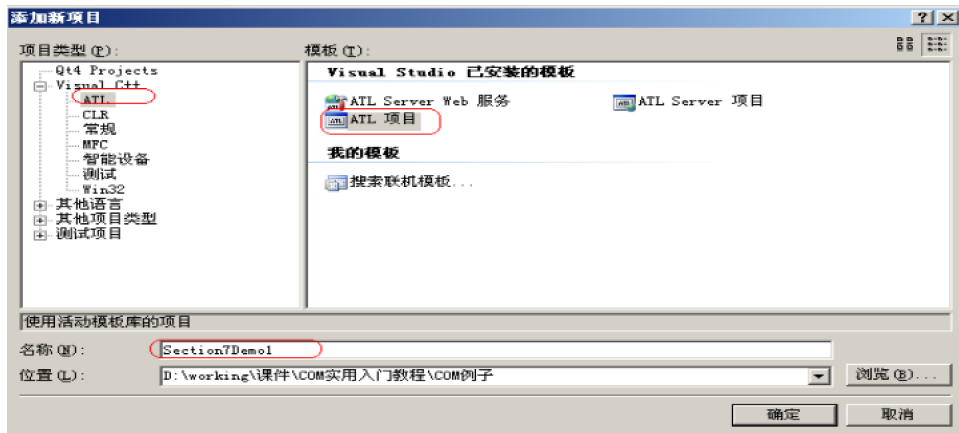 添加新项目
项目类型(P):
模板(T):
Qt4 Projects
Visual C++
ATL
CLR
常规
MFC
智能设备
测试
Win32
其他语言
其他项目类型
测试项目
Visual Studio 已安装的模板
ATL Server Web 服务
ATL Server 项目
ATL 项目
我的模板
搜索联机模板...
使用活动模板库的项目
名称(N):
Section7Demo1
位置(L):
D:\working\课件\COM实用入门教程\COM例子
浏览(B)...
确定
取消